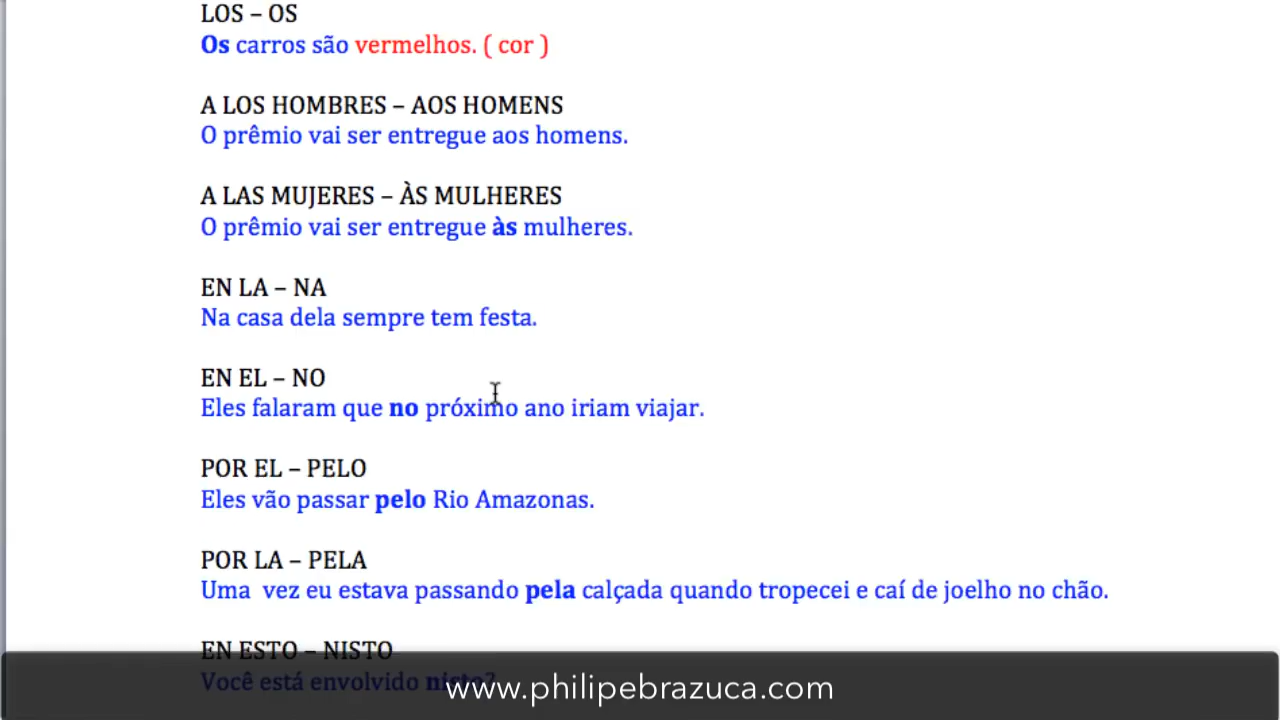 LOS – OS
Os carros são vermelhos. ( cor )
A LOS HOMBRES – AOS HOMENS
O prêmio vai ser entregue aos homens.
A LAS MUJERES – ÀS MULHERES
O prêmio vai ser entregue às mulheres.
EN LA – NA
Na casa dela sempre tem festa.
EN EL – NO
Eles falaram que no próximo ano iriam viajar.
POR EL – PELO
Eles vão passar pelo Rio Amazonas.
POR LA – PELA
Uma  vez eu estava passando pela calçada quando tropecei e caí de joelho no chão.
EN ESTO – NISTO
Você está envolvido nisto?
www.philipebrazuca.com